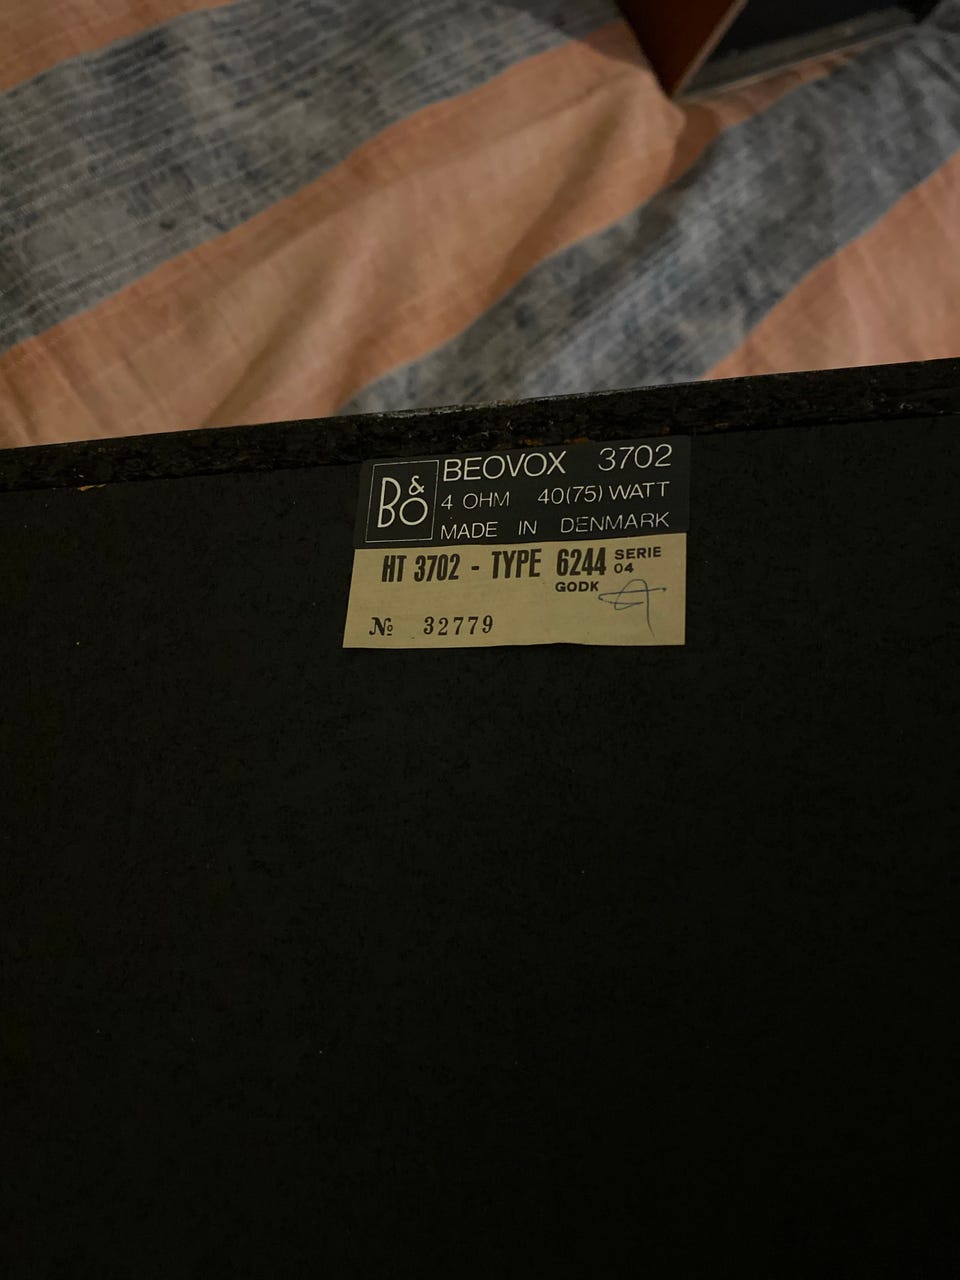 B&O
BEOVOX 3702
4 OHM 40(75) WATT
MADE IN DENMARK
HT 3702 - TYPE 6244 SERIE 04
GODK
№ 32779